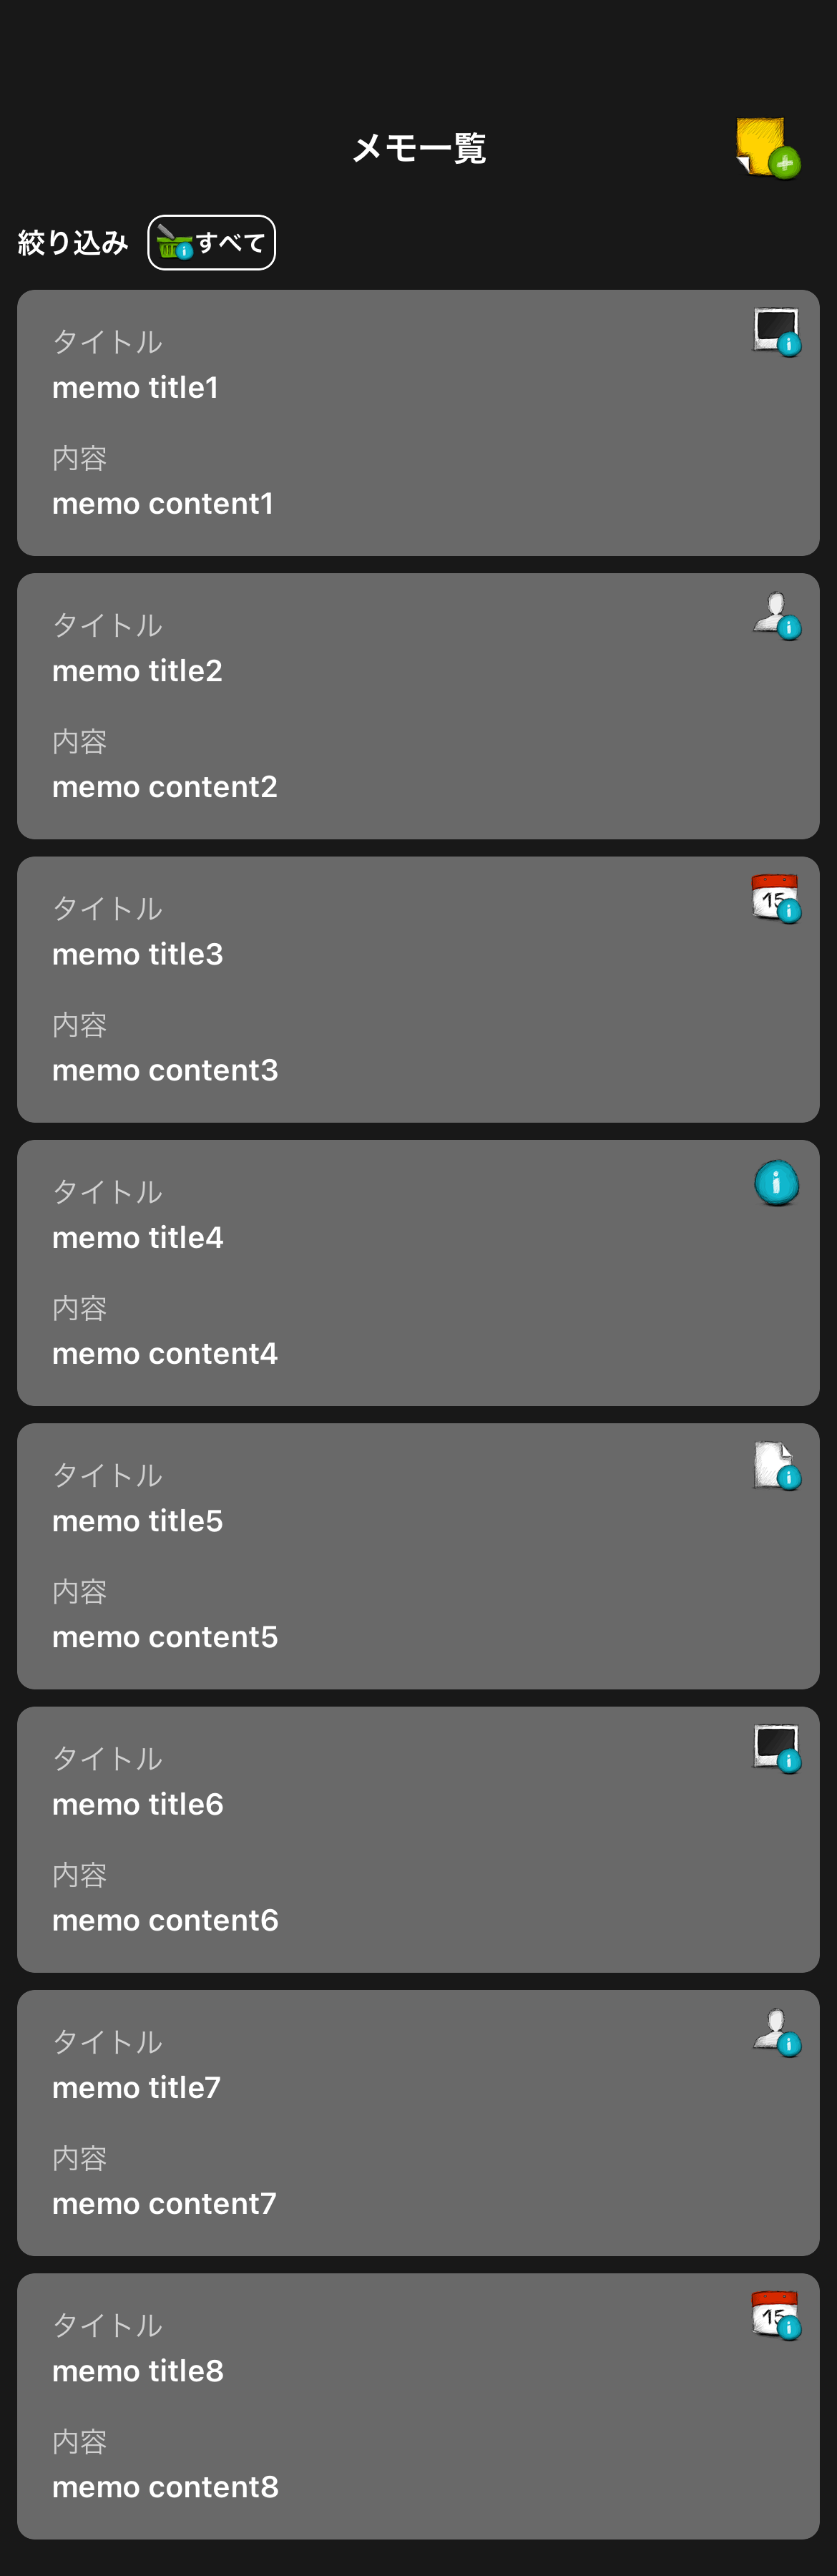 メモ一覧
絞り込み すべて
タイトル
memo title1
内容
memo content1
タイトル
memo title2
内容
memo content2
タイトル
memo title3
15
内容
memo content3
タイトル
memo title4
内容
memo content4
タイトル
memo title5
内容
memo content5
タイトル
memo title6
内容
memo content6
タイトル
memo title7
内容
memo content7
タイトル
memo title8
15
内容
memo content8